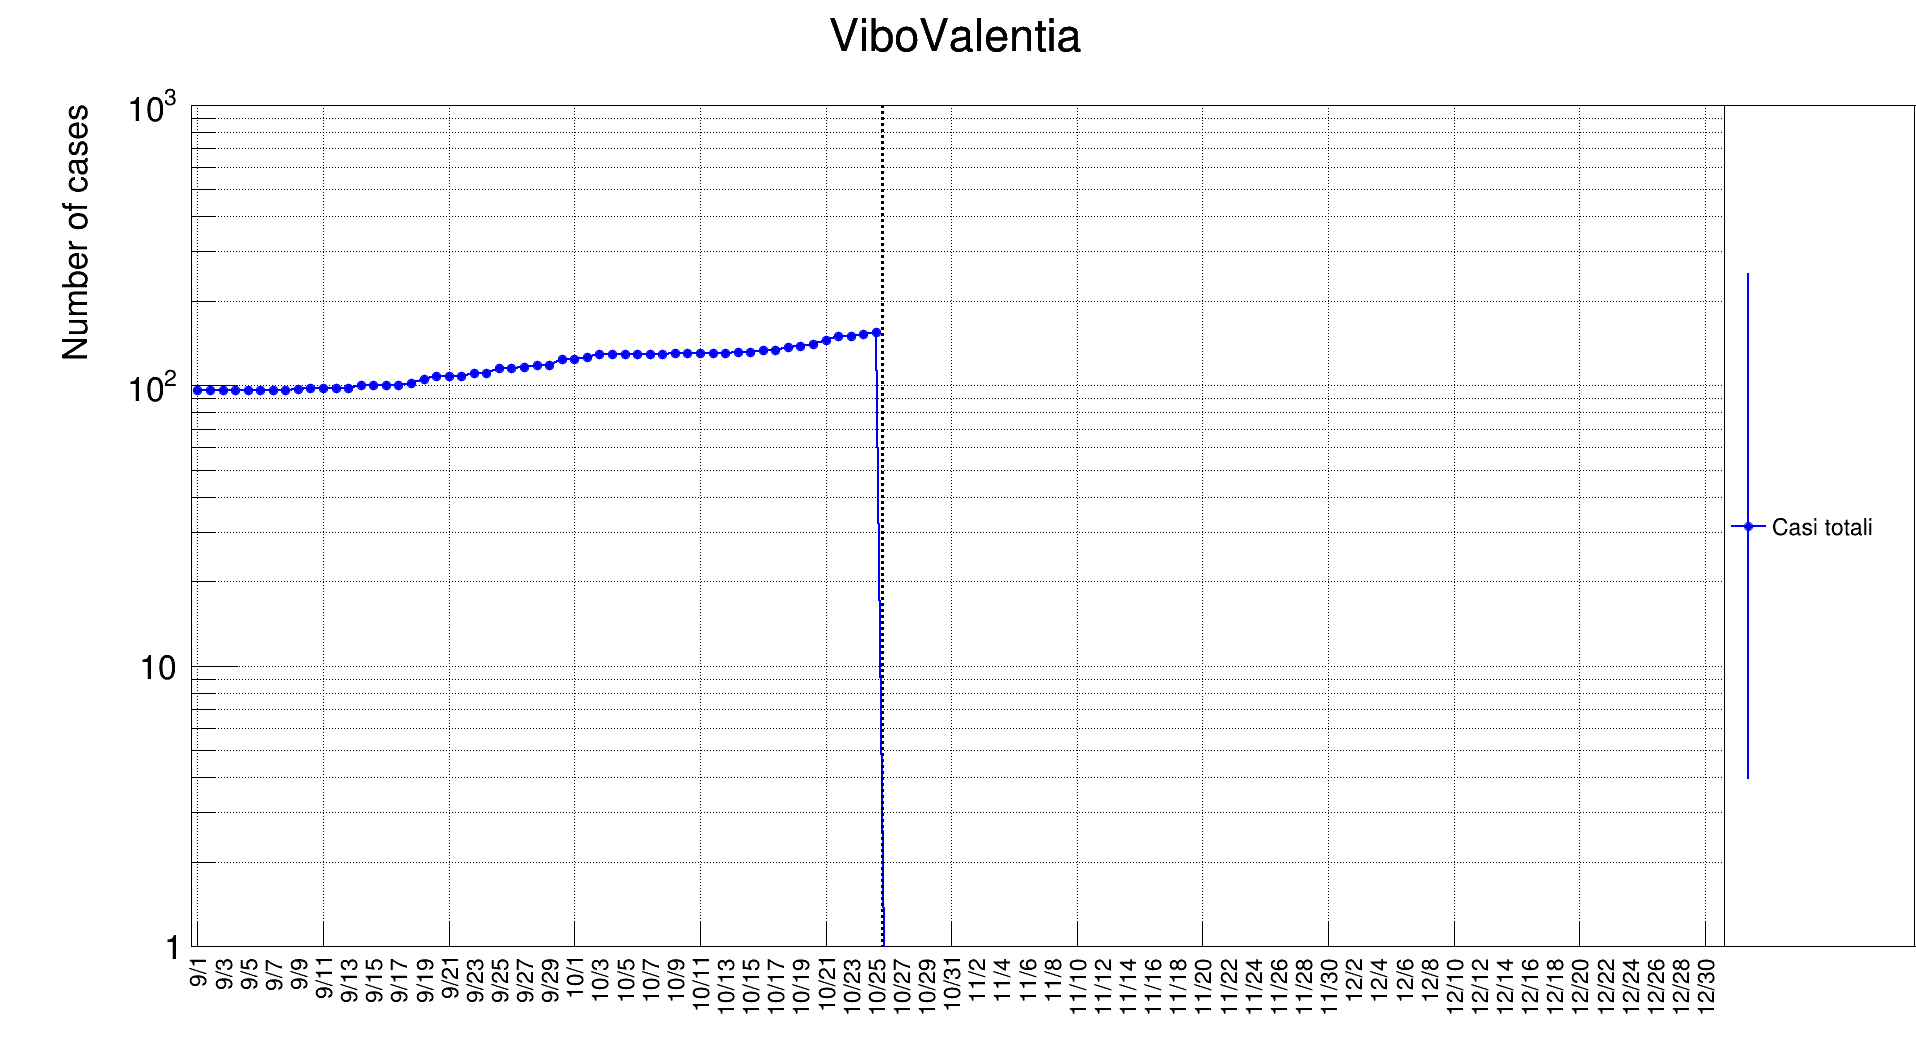 ViboValentia
Number of cases
10³
10²
10
1
9/1 9/3 9/5 9/7 9/9 9/11 9/13 9/15 9/17 9/19 9/21 9/23 9/25 9/27 9/29 10/1 10/3 10/5 10/7 10/9 10/11 10/13 10/15 10/17 10/19 10/21 10/23 10/25 10/27 10/29 10/31 11/2 11/4 11/6 11/8 11/10 11/12 11/14 11/16 11/18 11/20 11/22 11/24 11/26 11/28 11/30 12/2 12/4 12/6 12/8 12/10 12/12 12/14 12/16 12/18 12/20 12/22 12/24 12/26 12/28 12/30
Casi totali